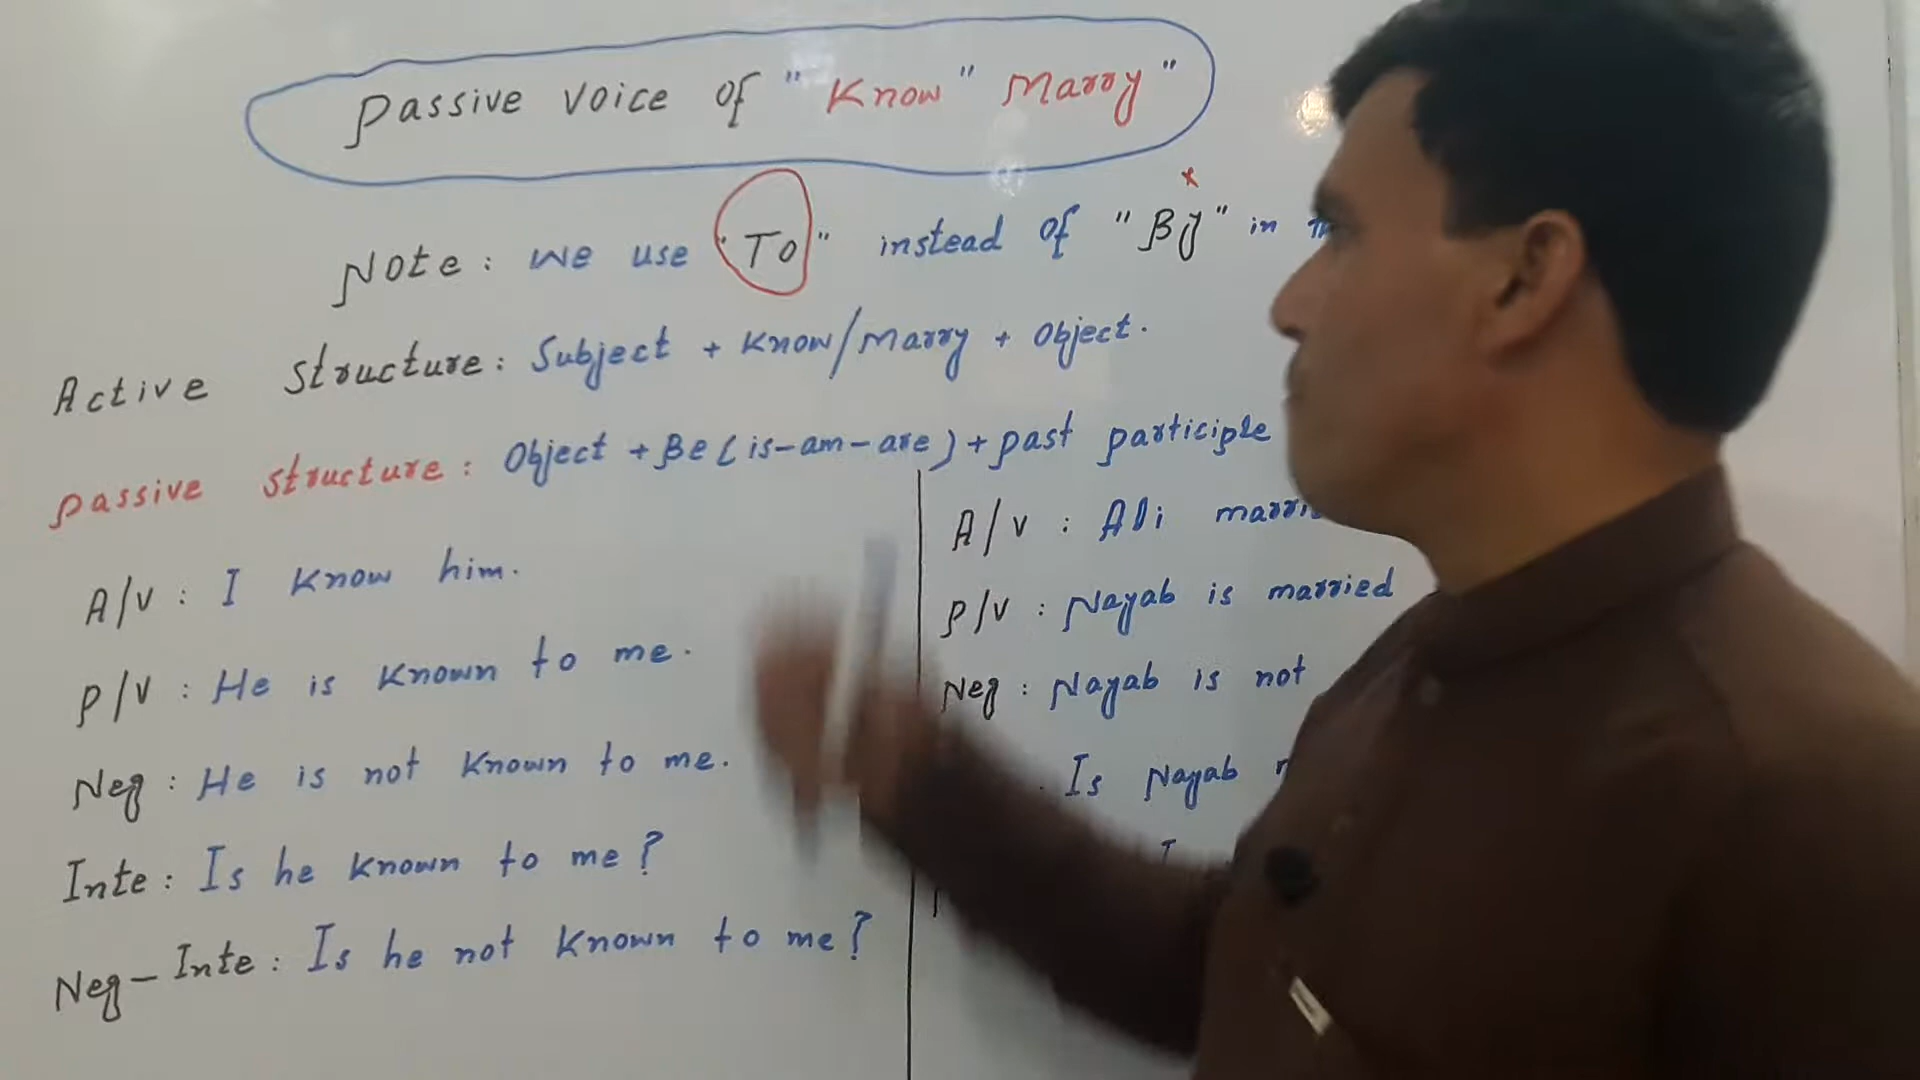 Passive Voice of "Know" Marry"
Note: We use "To" instead of "By" in
Active Structure: Subject + Know/Marry + Object.
Passive Structure: Object + Be (is-am-are) + past participle
A/V: I know him.
P/V: He is known to me.
Neg: He is not known to me.
Inte: Is he known to me?
Neg-Inte: Is he not known to me?
A/V: Ali
P/V: Nayab is married
Neg: Nayab is not
Is Nayab